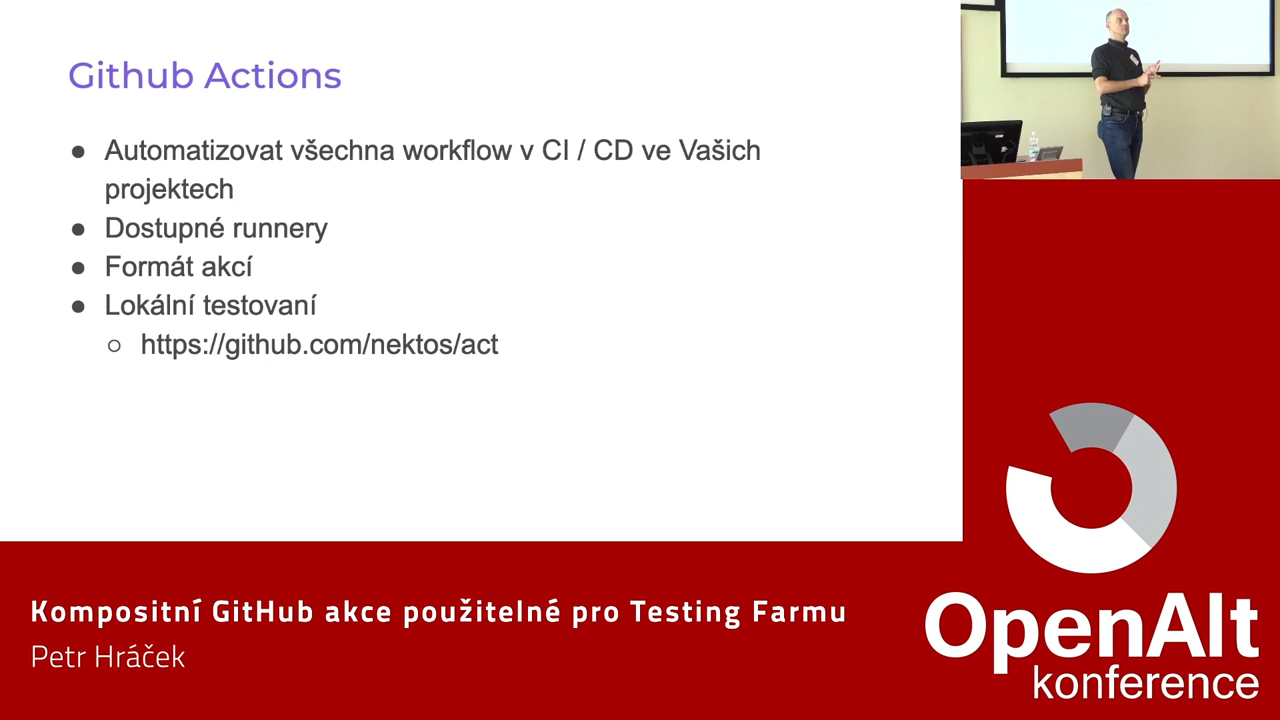 Github Actions
● Automatizovat všechna workflow v CI / CD ve Vašich
projektech
● Dostupné runnery
● Formát akcí
● Lokální testovaní
○ https://github.com/nektos/act
Kompositní GitHub akce použitelné pro Testing Farmu
Petr Hráček
OpenAlt
konference